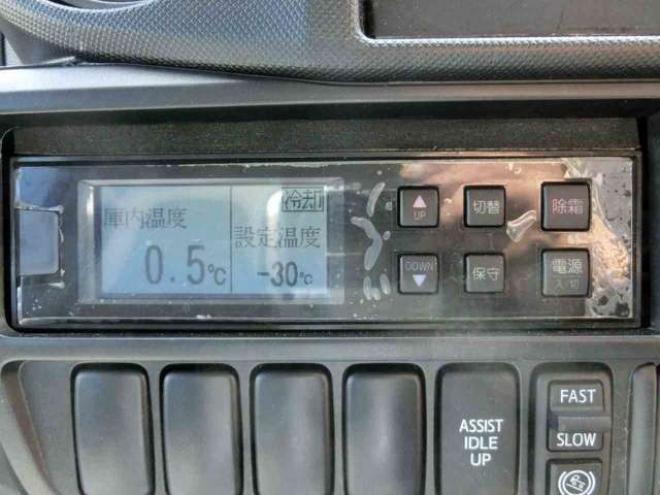 冷却
庫内温度
設定温度
0.5℃
-30℃
UP
切替
除霜
DOWN
保守
電源
入/切
FAST
ASSIST
IDLE
UP
SLOW